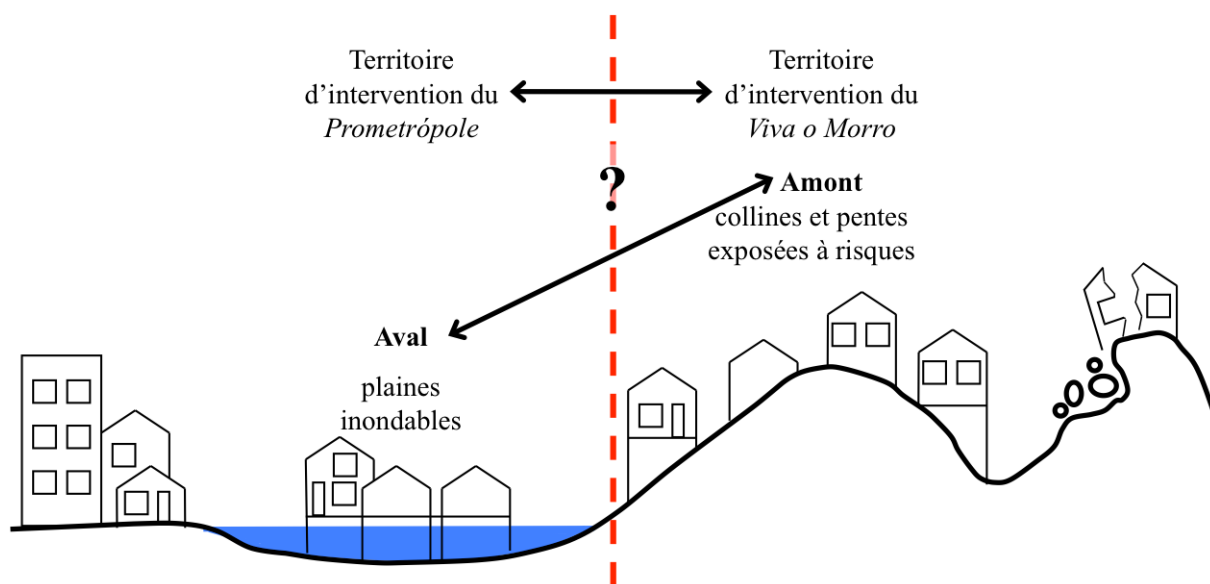 Territoire
d’intervention du
Prometrópole
Territoire
d’intervention du
Viva o Morro
?
Amont
collines et pentes
exposées à risques
Aval
plaines
inondables